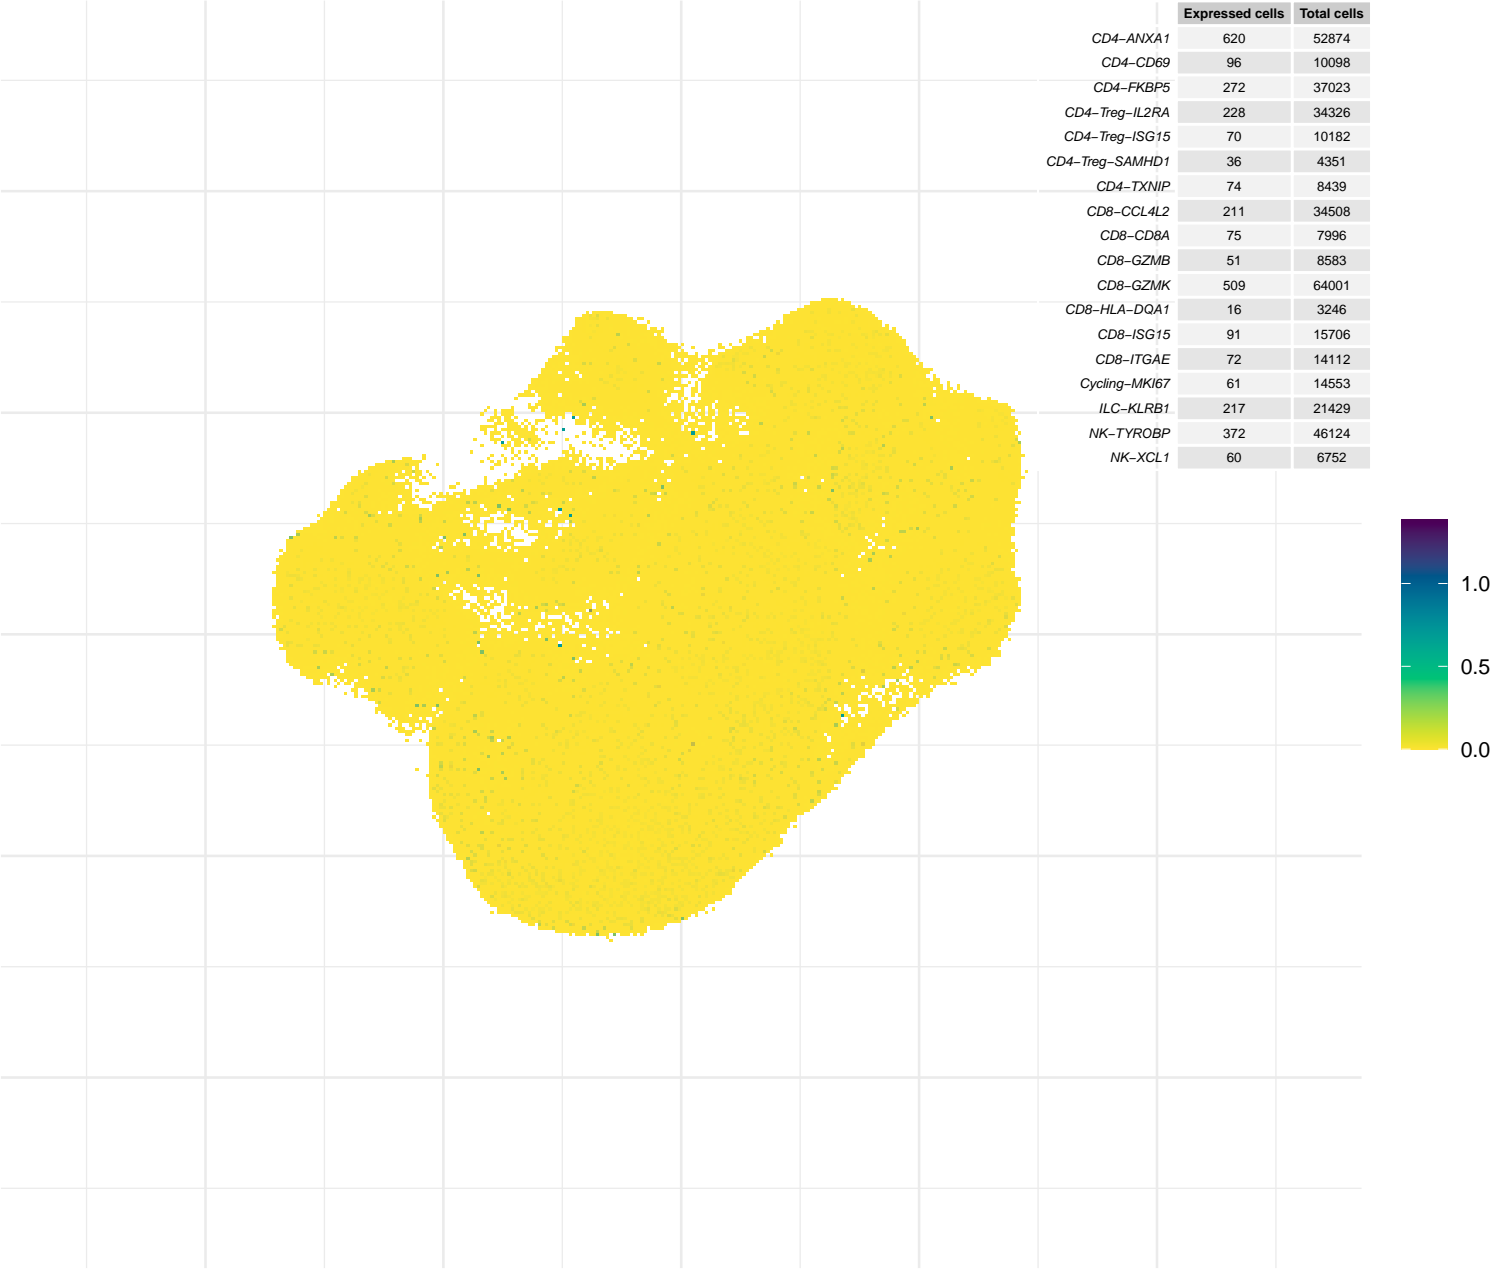 Expressed cells Total cells
CD4−ANXA1 620 52874
CD4−CD69 96 10098
CD4−FKBP5 272 37023
CD4−Treg−IL2RA 228 34326
CD4−Treg−ISG15 70 10182
CD4−Treg−SAMHD1 36 4351
CD4−TXNIP 74 8439
CD8−CCL4L2 211 34508
CD8−CD8A 75 7996
CD8−GZMB 51 8583
CD8−GZMK 509 64001
CD8−HLA−DQA1 16 3246
CD8−ISG15 91 15706
CD8−ITGAE 72 14112
Cycling−MKI67 61 14553
ILC−KLRB1 217 21429
NK−TYROBP 372 46124
NK−XCL1 60 6752
1.0
0.5
0.0